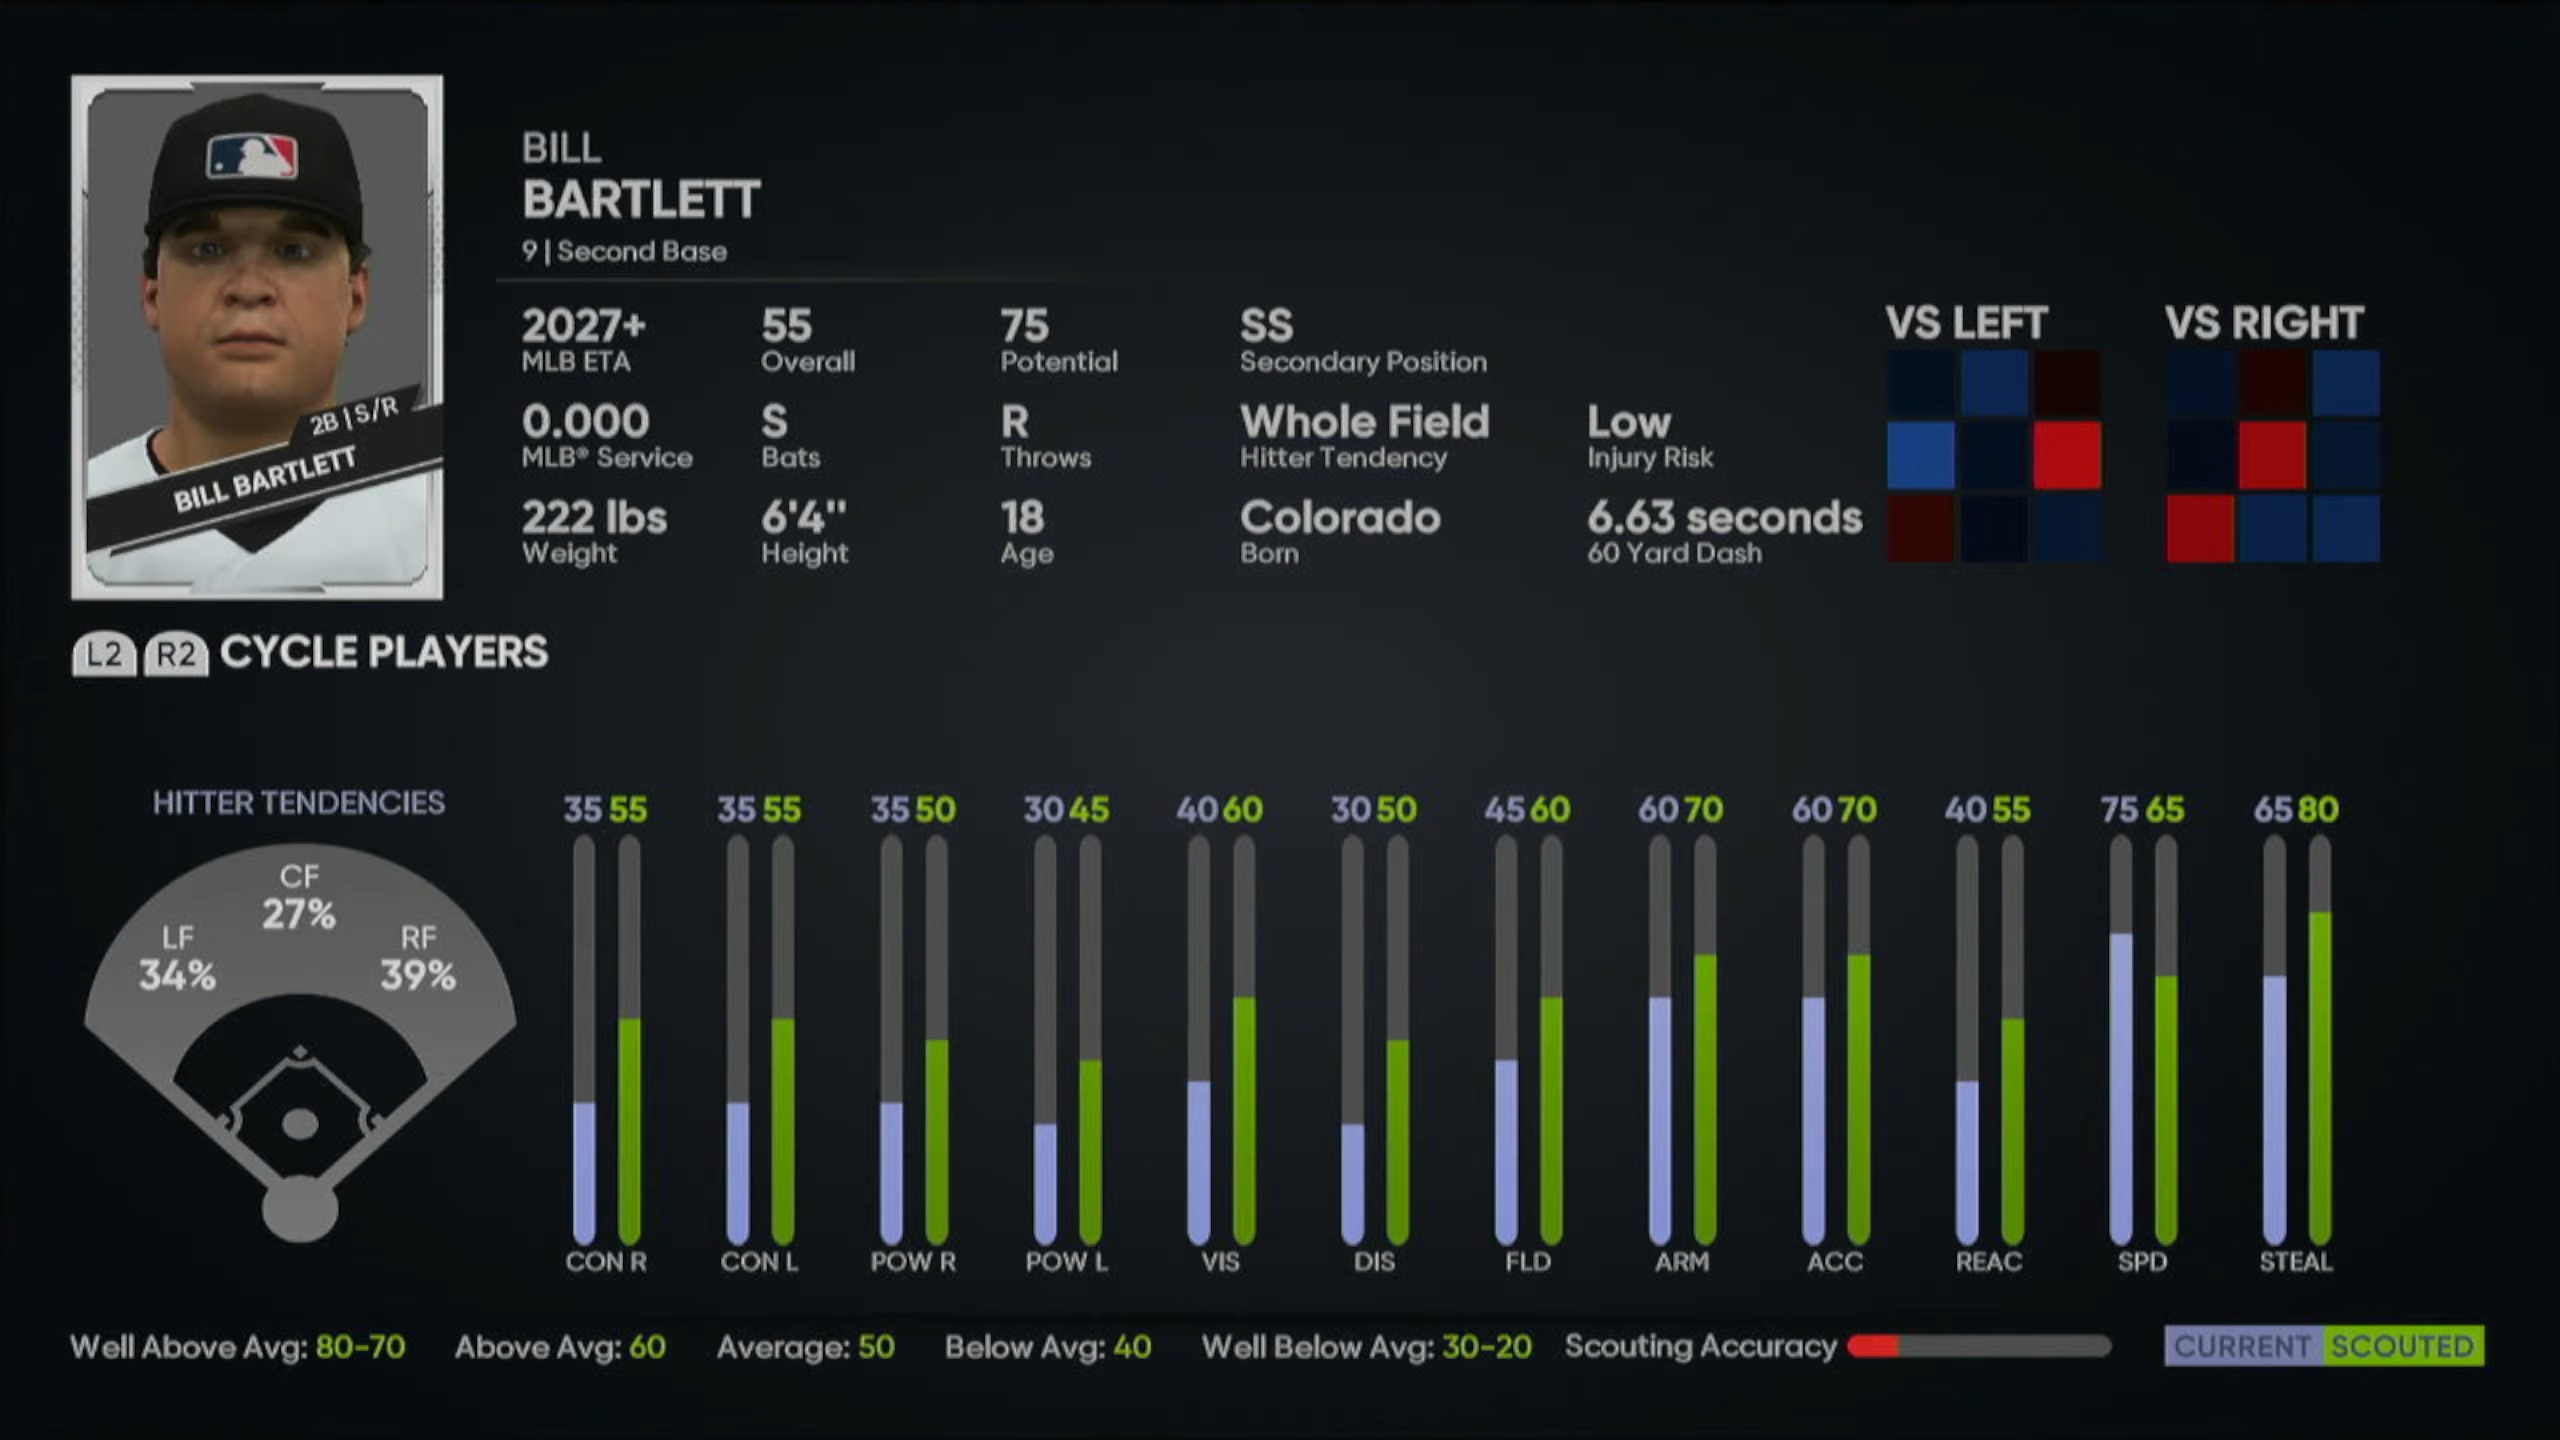 BILL
BARTLETT
9 | Second Base
2B | S/R
BILL BARTLETT
2027+ 55 75 SS
MLB ETA Overall Potential Secondary Position
0.000 S R Whole Field Low
MLB® Service Bats Throws Hitter Tendency Injury Risk
222 lbs 6'4" 18 Colorado 6.63 seconds
Weight Height Age Born 60 Yard Dash
VS LEFT VS RIGHT
L2 R2 CYCLE PLAYERS
HITTER TENDENCIES
CF
27%
LF RF
34% 39%
35 55 35 55 35 50 30 45 40 60 30 50 45 60 60 70 60 70 40 55 75 65 65 80
CON R CON L POW R POW L VIS DIS FLD ARM ACC REAC SPD STEAL
Well Above Avg: 80-70 Above Avg: 60 Average: 50 Below Avg: 40 Well Below Avg: 30-20 Scouting Accuracy CURRENT SCOUTED